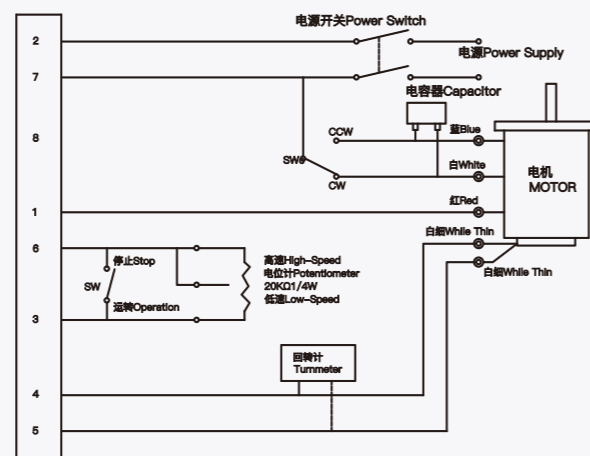 电源开关Power Switch
2
电源Power Supply
7
电容器Capacitor
CCW
蓝Blue
8
SW
白White
CW
电机
MOTOR
1
红Red
白细While Thin
6
停止Stop
高速High-Speed
电位计Potentiometer
20KΩ1/4W
低速Low-Speed
SW
白细While Thin
运转Operation
3
回转计
Turnmeter
4
5